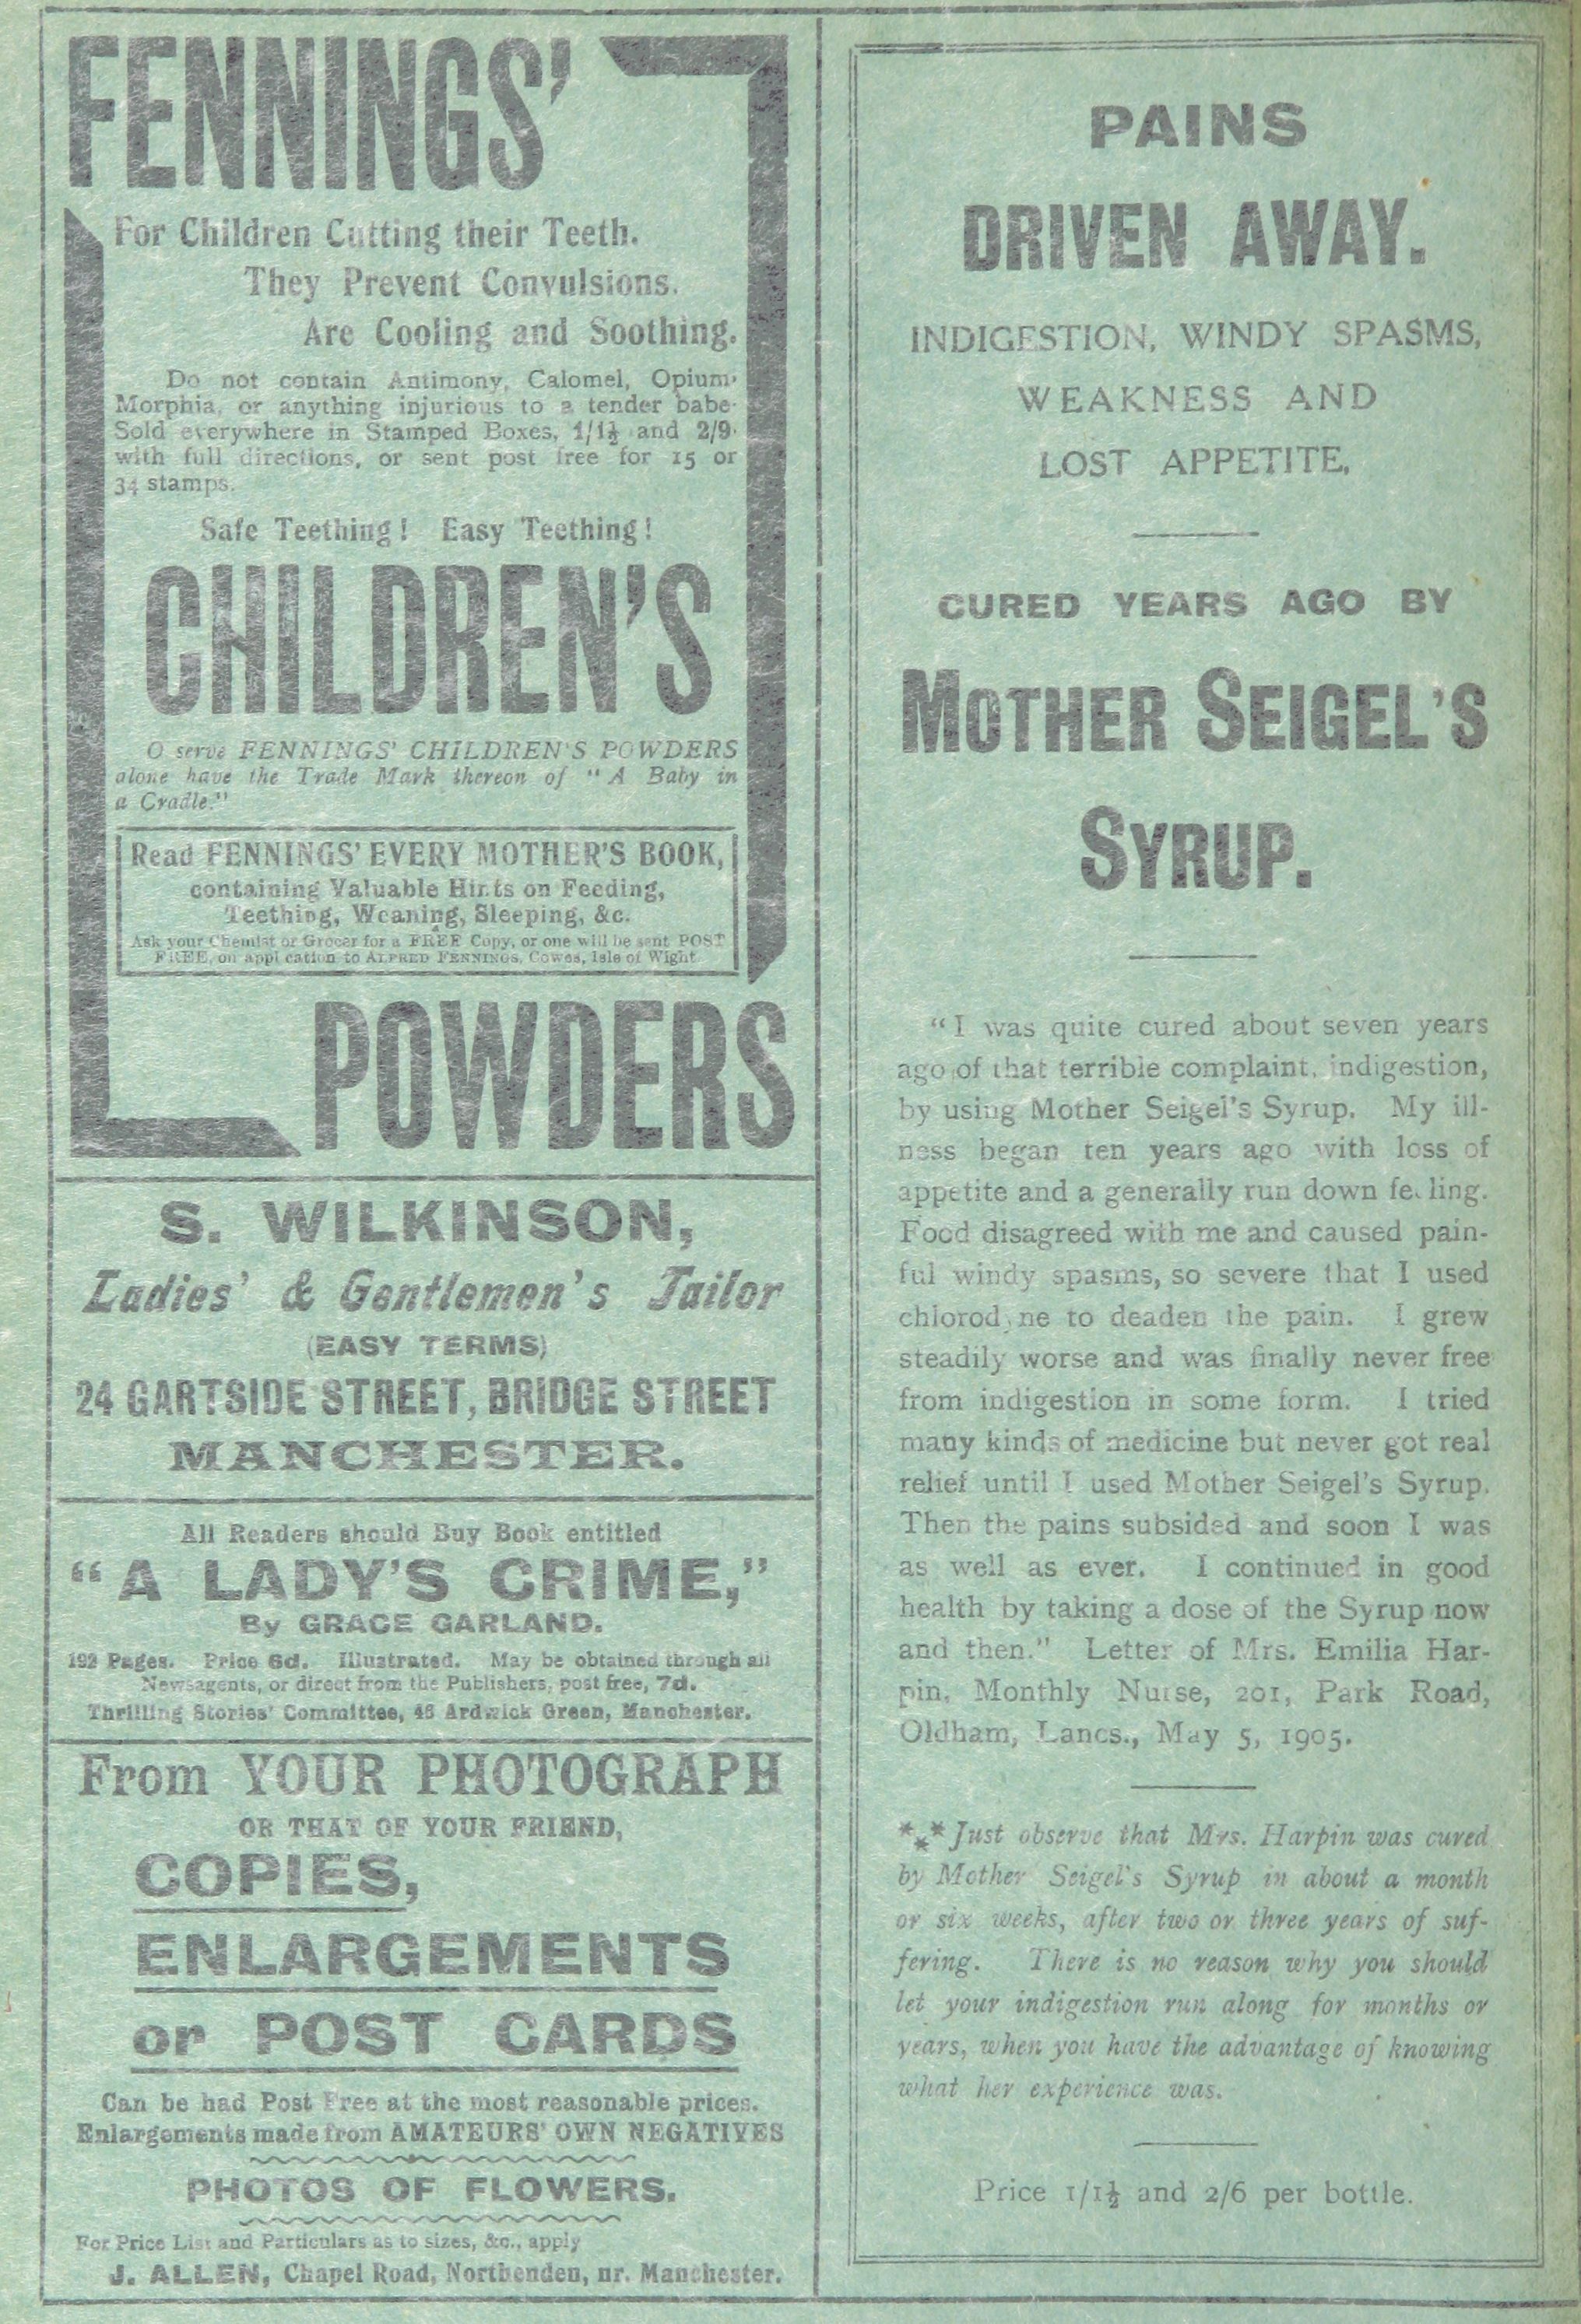 FENNINGS'
For Children Cutting their Teeth.
They Prevent Convulsions.
Are Cooling and Soothing.
Do not contain Antimony, Calomel, Opium,
Morphia, or anything injurious to a tender babe.
Sold everywhere in Stamped Boxes, 1/1½ and 2/9.
with full directions, or sent post free for 15 or
34 stamps.
Safe Teething! Easy Teething!
CHILDREN'S
O serve FENNINGS' CHILDREN'S POWDERS
alone have the Trade Mark thereon of "A Baby in
a Cradle."
Read FENNINGS' EVERY MOTHER'S BOOK,
containing Valuable Hints on Feeding,
Teething, Weaning, Sleeping, &c.
Ask your Chemist or Grocer for a FREE Copy, or one will be sent POST
FREE, on appl cation to ALFRED FENNINGS, Cowes, Isle of Wight
POWDERS
S. WILKINSON,
Ladies' & Gentlemen's Tailor
(EASY TERMS)
24 GARTSIDE STREET, BRIDGE STREET
MANCHESTER.
All Readers should Buy Book entitled
"A LADY'S CRIME,"
By GRACE GARLAND.
192 Pages. Price 6d. Illustrated. May be obtained through all
Newsagents, or direct from the Publishers, post free, 7d.
Thrilling Stories' Committee, 46 Ardwick Green, Manchester.
From YOUR PHOTOGRAPH
OR THAT OF YOUR FRIEND,
COPIES,
ENLARGEMENTS
or POST CARDS
Can be had Post Free at the most reasonable prices.
Enlargements made from AMATEURS' OWN NEGATIVES
PHOTOS OF FLOWERS.
For Price List and Particulars as to sizes, &c., apply
J. ALLEN, Chapel Road, Northenden, nr. Manchester.
PAINS
DRIVEN AWAY.
INDIGESTION, WINDY SPASMS,
WEAKNESS AND
LOST APPETITE,
CURED YEARS AGO BY
MOTHER SEIGEL'S
SYRUP.
"I was quite cured about seven years
ago of that terrible complaint, indigestion,
by using Mother Seigel's Syrup. My ill-
ness began ten years ago with loss of
appetite and a generally run down feeling.
Food disagreed with me and caused pain-
ful windy spasms, so severe that I used
chlorodyne to deaden the pain. I grew
steadily worse and was finally never free
from indigestion in some form. I tried
many kinds of medicine but never got real
relief until I used Mother Seigel's Syrup.
Then the pains subsided and soon I was
as well as ever. I continued in good
health by taking a dose of the Syrup now
and then." Letter of Mrs. Emilia Har-
pin, Monthly Nurse, 201, Park Road,
Oldham, Lancs., May 5, 1905.
*⁎* Just observe that Mrs. Harpin was cured
by Mother Seigel's Syrup in about a month
or six weeks, after two or three years of suf-
fering. There is no reason why you should
let your indigestion run along for months or
years, when you have the advantage of knowing
what her experience was.
Price 1/1½ and 2/6 per bottle.